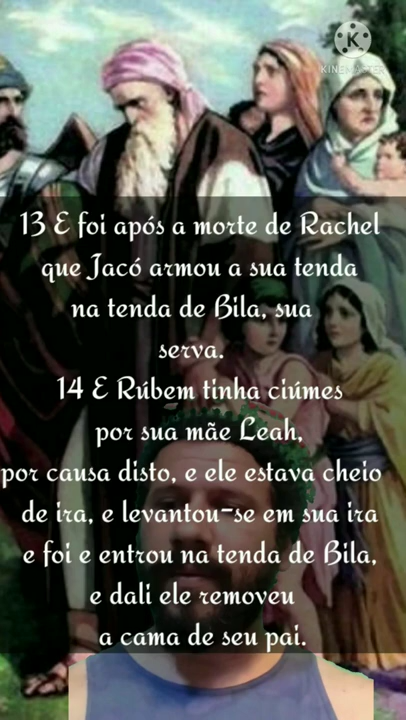 KINEMASTER
13 E foi após a morte de Rachel
que Jacó armou a sua tenda
na tenda de Bila, sua
serva.
14 E Rúbem tinha ciúmes
por sua mãe Leah,
por causa disto, e ele estava cheio
de ira, e levantou-se em sua ira
e foi e entrou na tenda de Bila,
e dali ele removeu
a cama de seu pai.